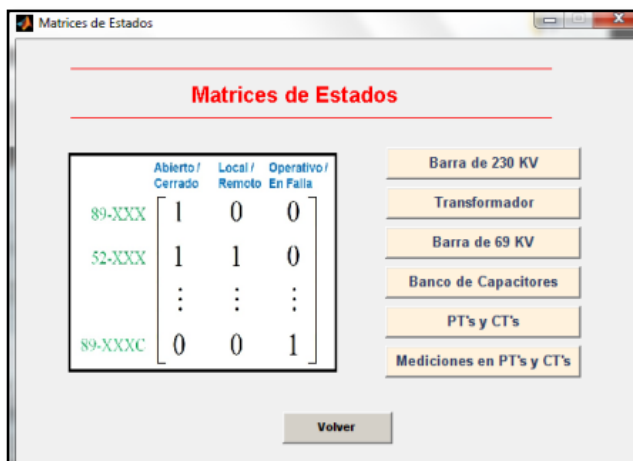 Matrices de Estados
Matrices de Estados
Abierto / Local / Operativo /
Cerrado Remoto En Falla
89-XXX 1 0 0
52-XXX 1 1 0
⋮ ⋮ ⋮
89-XXXC 0 0 1
Barra de 230 KV
Transformador
Barra de 69 KV
Banco de Capacitores
PT's y CT's
Mediciones en PT's y CT's
Volver